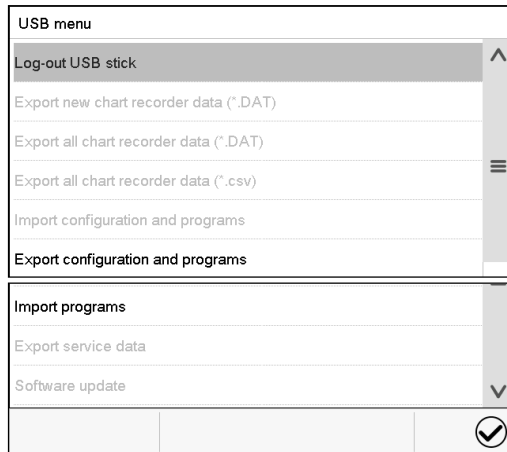 USB menu
Log-out USB stick
Export new chart recorder data (*.DAT)
Export all chart recorder data (*.DAT)
Export all chart recorder data (*.csv)
Import configuration and programs
Export configuration and programs
Import programs
Export service data
Software update